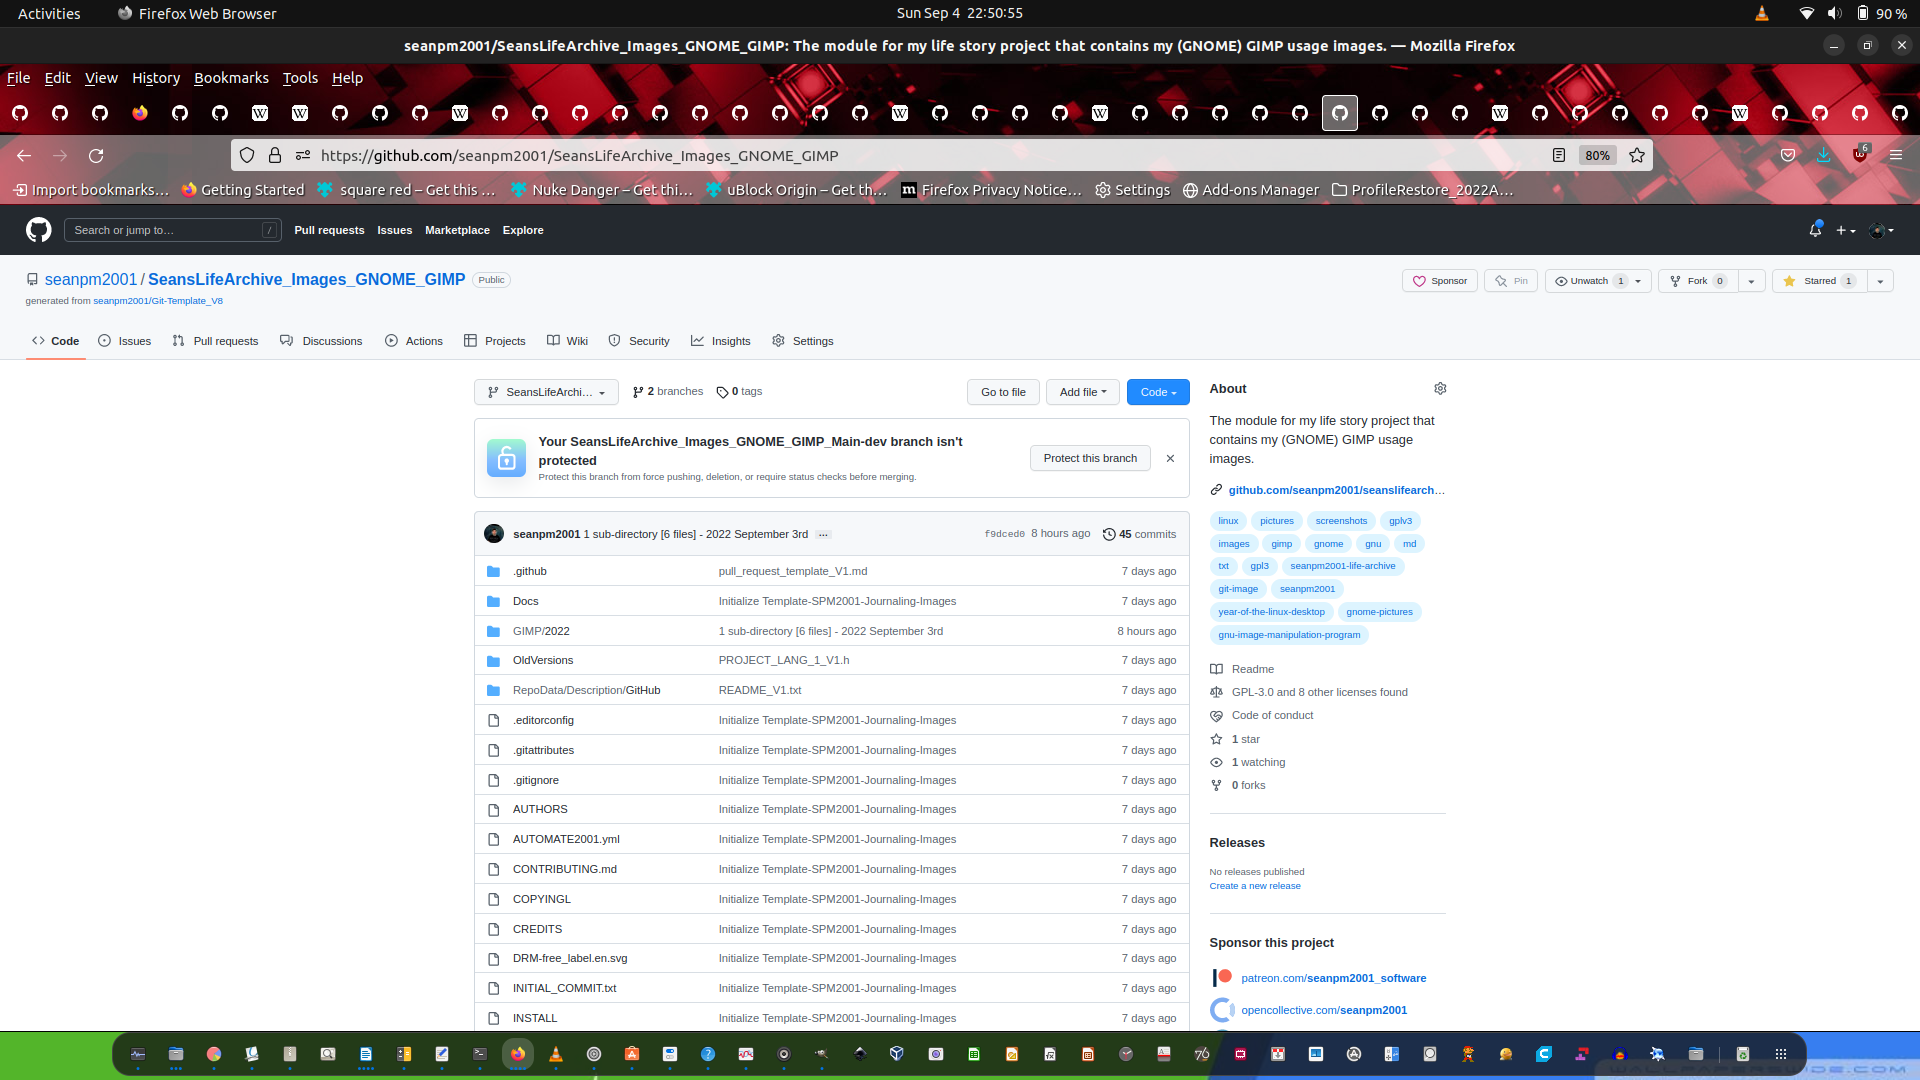 Activities Firefox Web Browser Sun Sep 4 22:50:55 90 %
seanpm2001/SeansLifeArchive_Images_GNOME_GIMP: The module for my life story project that contains my (GNOME) GIMP usage images. — Mozilla Firefox
File Edit View History Bookmarks Tools Help
https://github.com/seanpm2001/SeansLifeArchive_Images_GNOME_GIMP 80% 6
Import bookmarks… Getting Started square red – Get this … Nuke Danger – Get thi… uBlock Origin – Get th… Firefox Privacy Notice… Settings Add-ons Manager ProfileRestore_2022A…
Search or jump to… / Pull requests Issues Marketplace Explore
seanpm2001 / SeansLifeArchive_Images_GNOME_GIMP Public Sponsor Pin Unwatch 1 Fork 0 Starred 1
generated from seanpm2001/Git-Template_V8
Code Issues Pull requests Discussions Actions Projects Wiki Security Insights Settings
SeansLifeArchi… 2 branches 0 tags Go to file Add file Code
Your SeansLifeArchive_Images_GNOME_GIMP_Main-dev branch isn't
protected
Protect this branch from force pushing, deletion, or require status checks before merging.
Protect this branch
seanpm2001 1 sub-directory [6 files] - 2022 September 3rd … f9dced0 8 hours ago 45 commits
.github pull_request_template_V1.md 7 days ago
Docs Initialize Template-SPM2001-Journaling-Images 7 days ago
GIMP/2022 1 sub-directory [6 files] - 2022 September 3rd 8 hours ago
OldVersions PROJECT_LANG_1_V1.h 7 days ago
RepoData/Description/GitHub README_V1.txt 7 days ago
.editorconfig Initialize Template-SPM2001-Journaling-Images 7 days ago
.gitattributes Initialize Template-SPM2001-Journaling-Images 7 days ago
.gitignore Initialize Template-SPM2001-Journaling-Images 7 days ago
AUTHORS Initialize Template-SPM2001-Journaling-Images 7 days ago
AUTOMATE2001.yml Initialize Template-SPM2001-Journaling-Images 7 days ago
CONTRIBUTING.md Initialize Template-SPM2001-Journaling-Images 7 days ago
COPYINGL Initialize Template-SPM2001-Journaling-Images 7 days ago
CREDITS Initialize Template-SPM2001-Journaling-Images 7 days ago
DRM-free_label.en.svg Initialize Template-SPM2001-Journaling-Images 7 days ago
INITIAL_COMMIT.txt Initialize Template-SPM2001-Journaling-Images 7 days ago
INSTALL Initialize Template-SPM2001-Journaling-Images 7 days ago
About
The module for my life story project that
contains my (GNOME) GIMP usage
images.
github.com/seanpm2001/seanslifearch…
linux pictures screenshots gplv3
images gimp gnome gnu md
txt gpl3 seanpm2001-life-archive
git-image seanpm2001
year-of-the-linux-desktop gnome-pictures
gnu-image-manipulation-program
Readme
GPL-3.0 and 8 other licenses found
Code of conduct
1 star
1 watching
0 forks
Releases
No releases published
Create a new release
Sponsor this project
patreon.com/seanpm2001_software
opencollective.com/seanpm2001